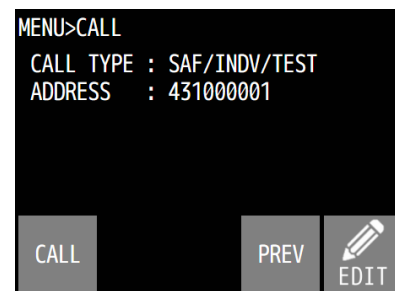 MENU>CALL
CALL TYPE : SAF/INDV/TEST
ADDRESS : 431000001
CALL PREV EDIT